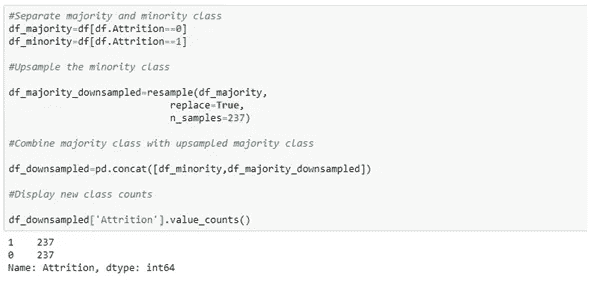 #Separate majority and minority class
df_majority=df[df.Attrition==0]
df_minority=df[df.Attrition==1]
#Upsample the minority class
df_majority_downsampled=resample(df_majority,
replace=True,
n_samples=237)
#Combine majority class with upsampled majority class
df_downsampled=pd.concat([df_minority,df_majority_downsampled])
#Display new class counts
df_downsampled['Attrition'].value_counts()
1 237
0 237
Name: Attrition, dtype: int64